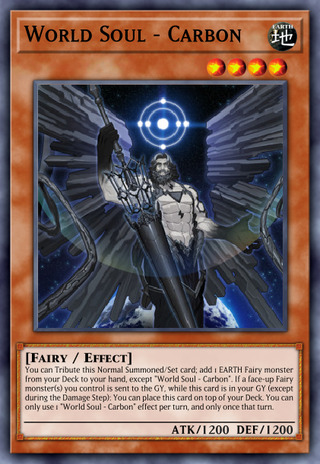 World Soul - Carbon
EARTH
地
[Fairy / Effect]
You can Tribute this Normal Summoned/Set card; add 1 EARTH Fairy monster
from your Deck to your hand, except "World Soul - Carbon". If a face-up Fairy
monster(s) you control is sent to the GY, while this card is in your GY (except
during the Damage Step): You can place this card on top of your Deck. You can
only use 1 "World Soul - Carbon" effect per turn, and only once that turn.
ATK/1200 DEF/1200